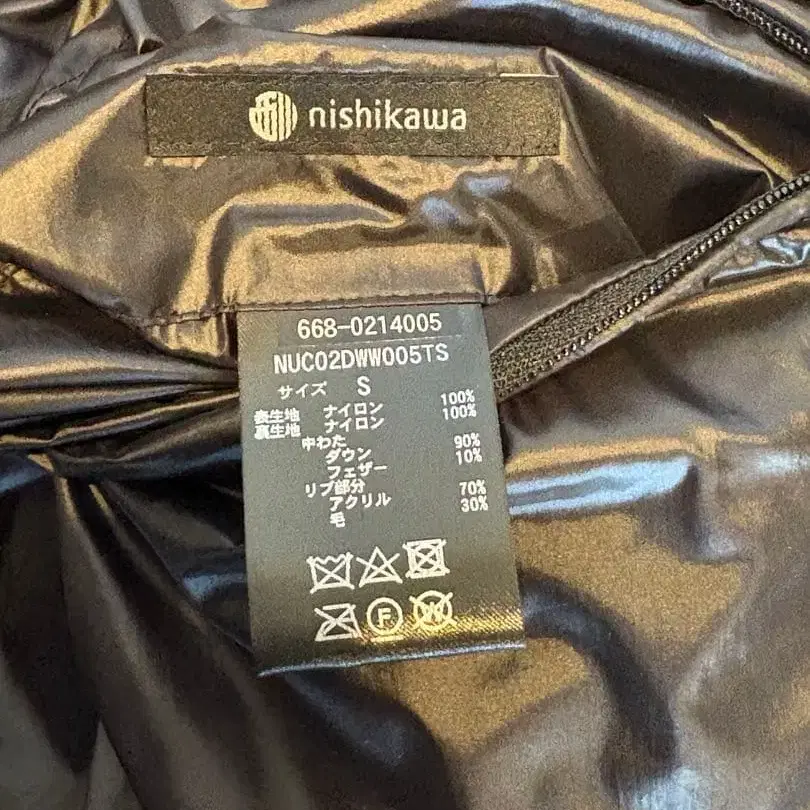 nishikawa
668-0214005
NUC02DWW005TS
サイズ S
表生地 ナイロン 100%
裏生地 ナイロン 100%
中わた
ダウン 90%
フェザー 10%
リブ部分
アクリル 70%
毛 30%
F
W